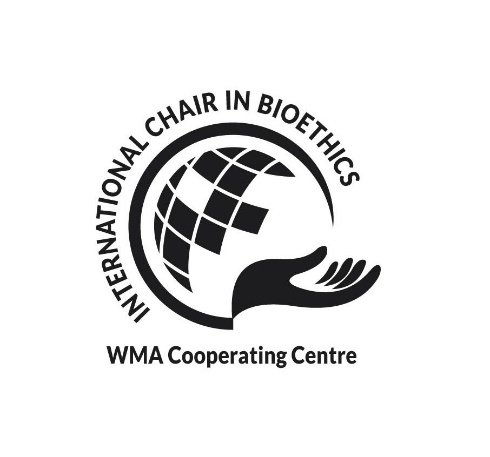 INTERNATIONAL CHAIR IN BIOETHICS
WMA Cooperating Centre